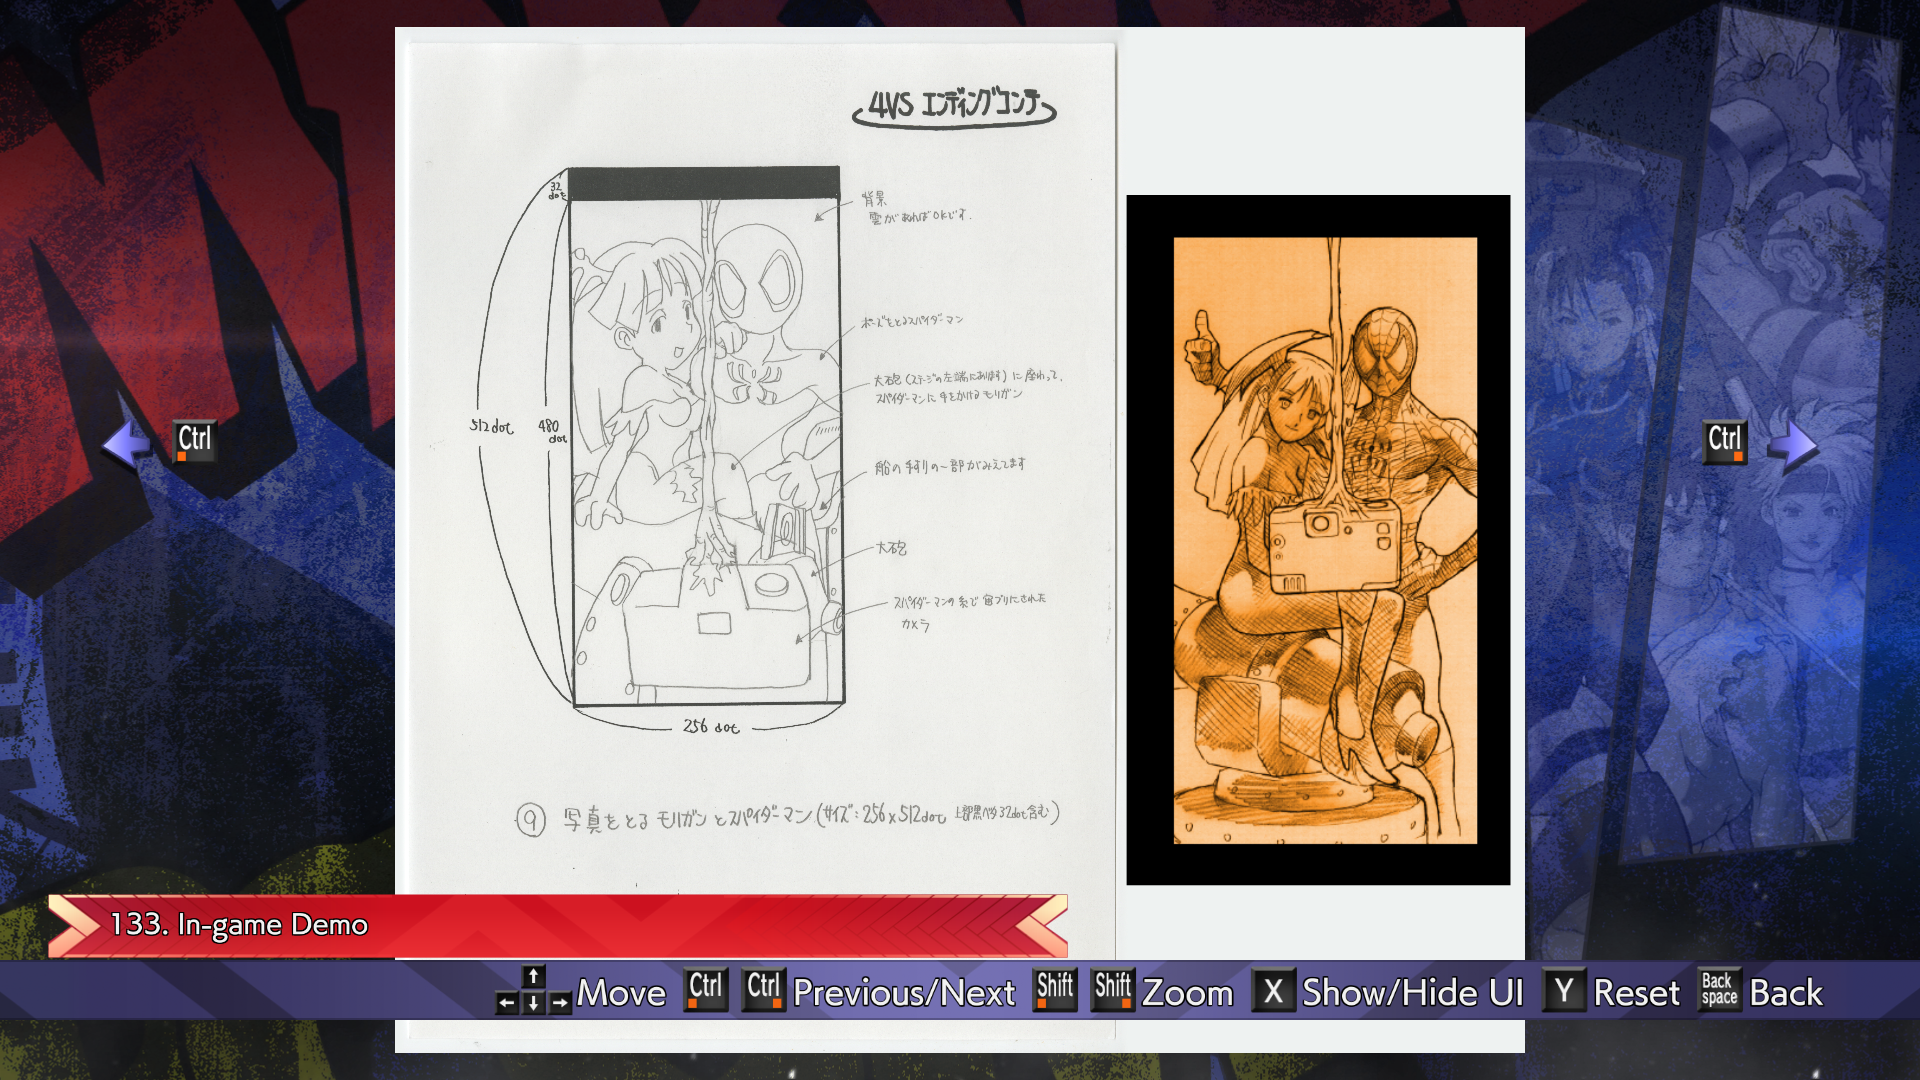 4VS エンディングコンテ
32
dot
背景
雲があればOKです.
ポーズをとるスパイダーマン
大砲(ステージの左端にあります)に座って,
スパイダーマンに手をかけるモリガン
512 dot
480
dot
船の手すりの一部がみえてます
大砲
スパイダーマンの糸で宙ブリにされた
カメラ
256 dot
⑨ 写真をとるモリガンとスパイダーマン(サイズ:256×512dot 上部黒ベタ32dot含む)
Ctrl
Ctrl
133. In-game Demo
↑
← ↓ → Move Ctrl Ctrl Previous/Next Shift Shift Zoom X Show/Hide UI Y Reset Back space Back